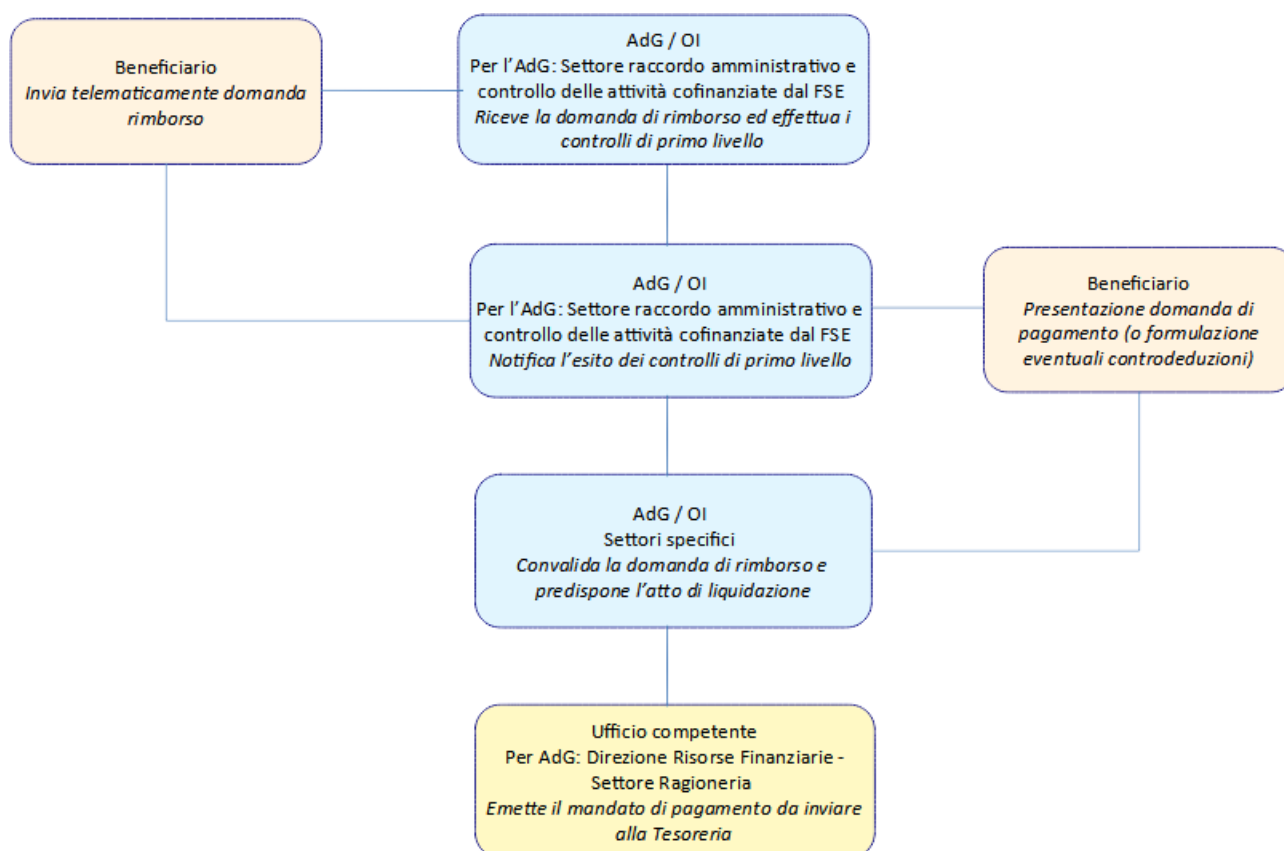 Beneficiario
Invia telematicamente domanda
rimborso
AdG / OI
Per l’AdG: Settore raccordo amministrativo e
controllo delle attività cofinanziate dal FSE
Riceve la domanda di rimborso ed effettua i
controlli di primo livello
AdG / OI
Per l’AdG: Settore raccordo amministrativo e
controllo delle attività cofinanziate dal FSE
Notifica l’esito dei controlli di primo livello
Beneficiario
Presentazione domanda di
pagamento (o formulazione
eventuali controdeduzioni)
AdG / OI
Settori specifici
Convalida la domanda di rimborso e
predispone l’atto di liquidazione
Ufficio competente
Per AdG: Direzione Risorse Finanziarie -
Settore Ragioneria
Emette il mandato di pagamento da inviare
alla Tesoreria